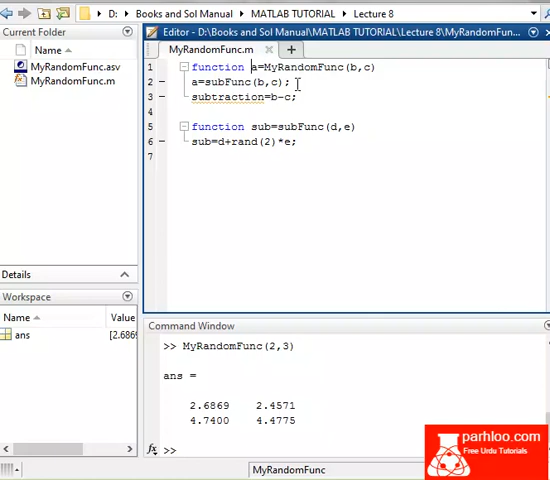 D: ▸ Books and Sol Manual ▸ MATLAB TUTORIAL ▸ Lecture 8
Current Folder
Name
MyRandomFunc.asv
MyRandomFunc.m
Details
Workspace
Name
Value
ans
[2.6869
Editor - D:\Books and Sol Manual\MATLAB TUTORIAL\Lecture 8\MyRandomFunc...
MyRandomFunc.m
1 function a=MyRandomFunc(b,c)
2 a=subFunc(b,c);
3 subtraction=b-c;
4
5 function sub=subFunc(d,e)
6 sub=d+rand(2)*e;
7
Command Window
>> MyRandomFunc(2,3)
ans =
2.6869 2.4571
4.7400 4.4775
fx >>
MyRandomFunc
parhloo.com
Free Urdu Tutorials